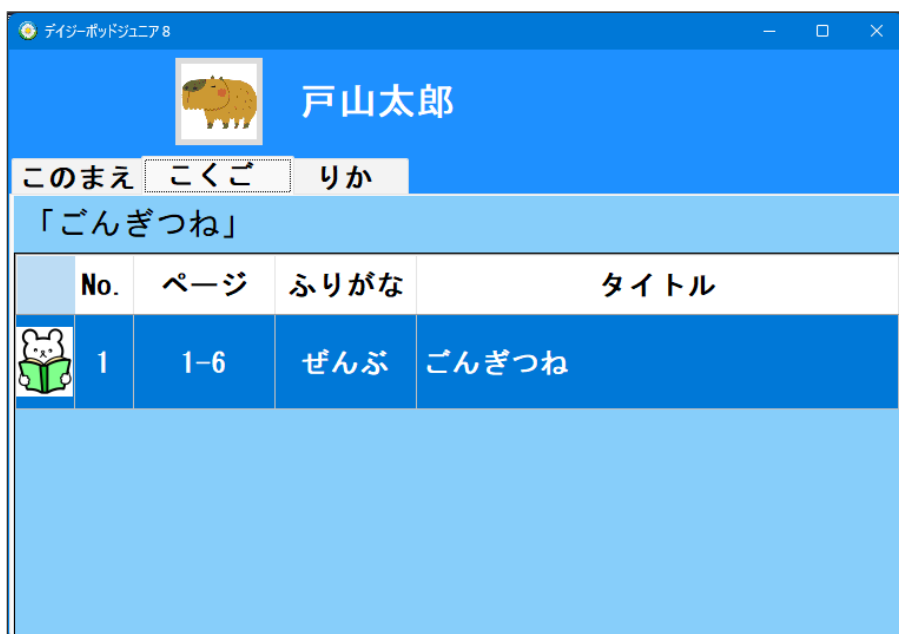 デイジーポッドジュニア8
戸山太郎
このまえ こくご りか
「ごんぎつね」
No. ページ ふりがな タイトル
1 1-6 ぜんぶ ごんぎつね